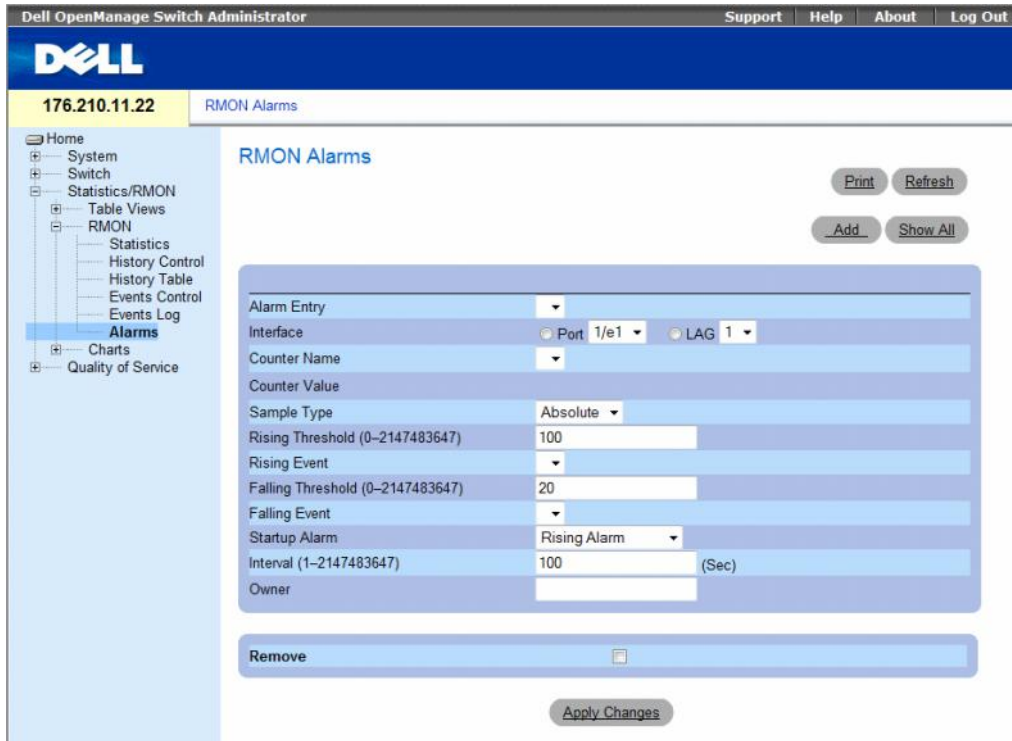 Dell OpenManage Switch Administrator Support Help About Log Out
DELL
176.210.11.22 RMON Alarms
Home
System
Switch
Statistics/RMON
Table Views
RMON
Statistics
History Control
History Table
Events Control
Events Log
Alarms
Charts
Quality of Service
RMON Alarms
Print Refresh
Add Show All
Alarm Entry
Interface Port 1/e1 LAG 1
Counter Name
Counter Value
Sample Type Absolute
Rising Threshold (0–2147483647) 100
Rising Event
Falling Threshold (0–2147483647) 20
Falling Event
Startup Alarm Rising Alarm
Interval (1–2147483647) 100 (Sec)
Owner
Remove
Apply Changes